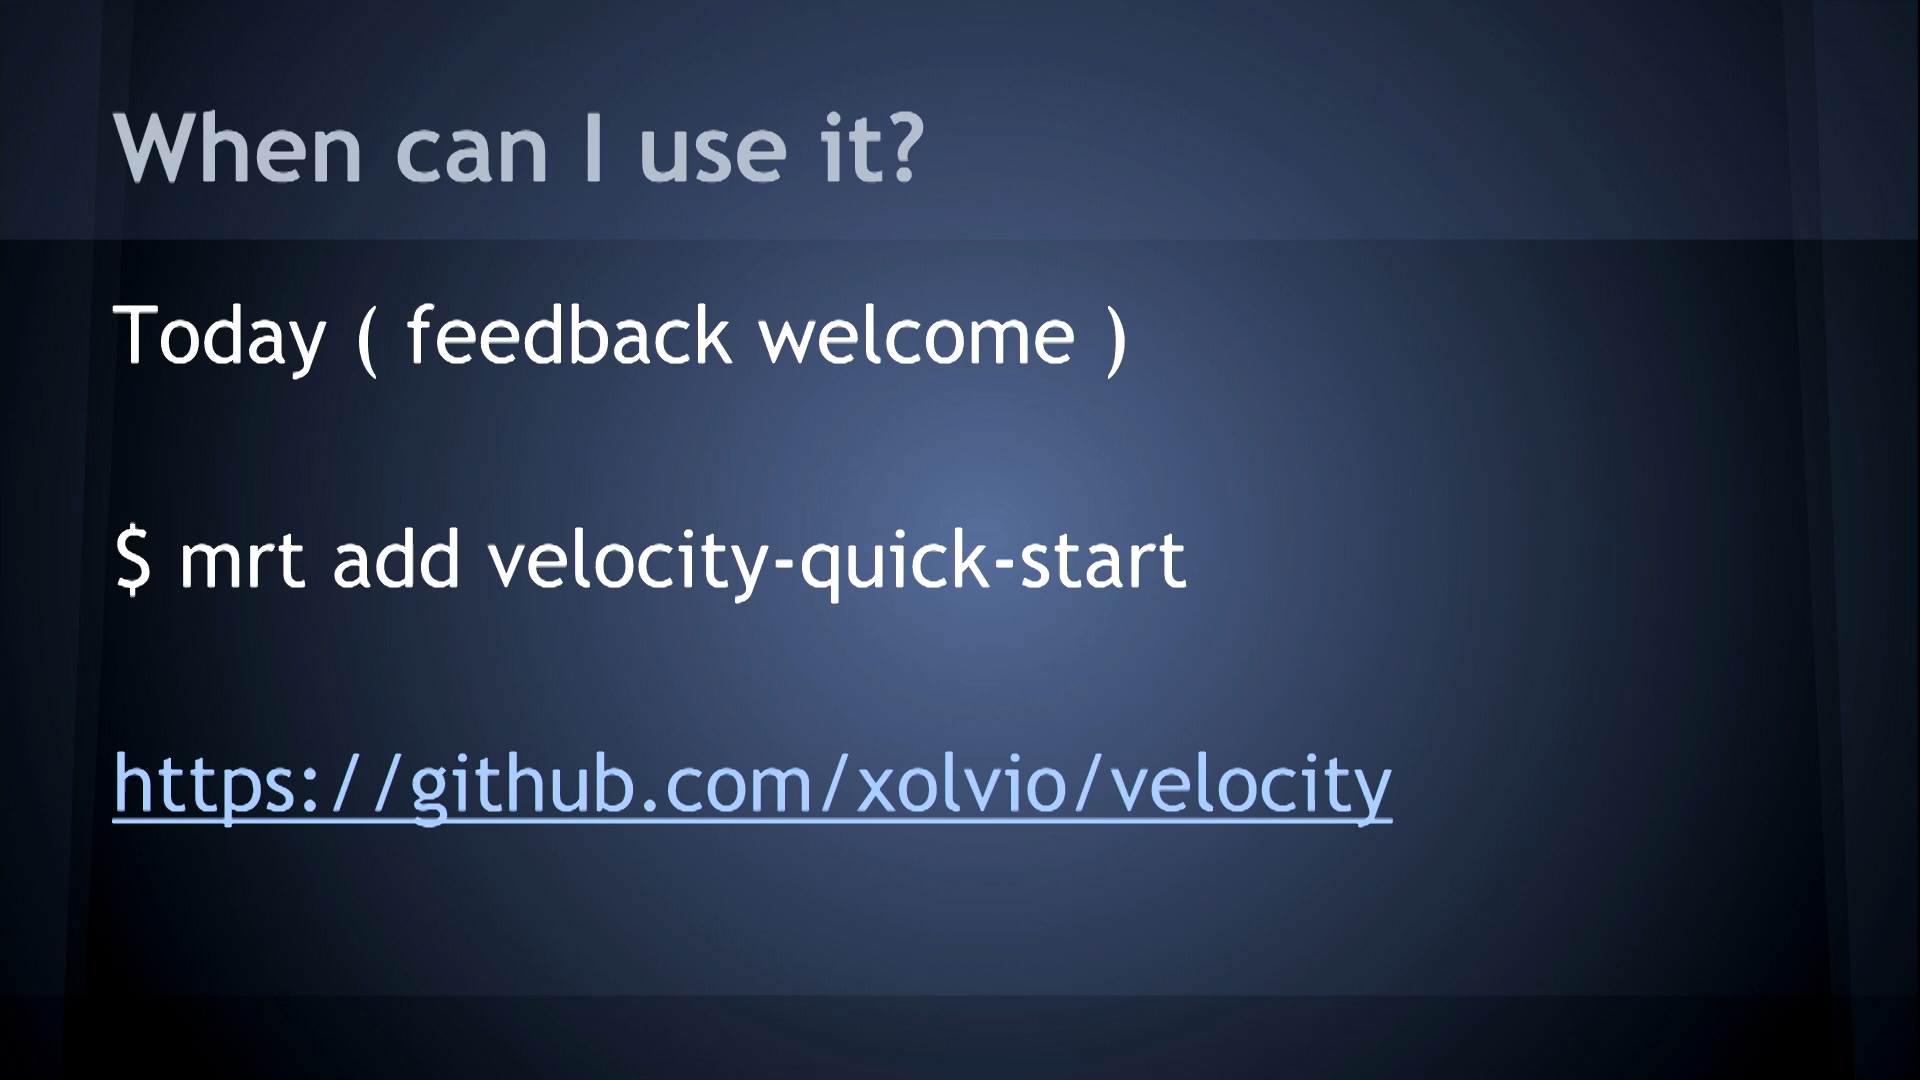 When can I use it?
Today ( feedback welcome )
$ mrt add velocity-quick-start
https://github.com/xolvio/velocity